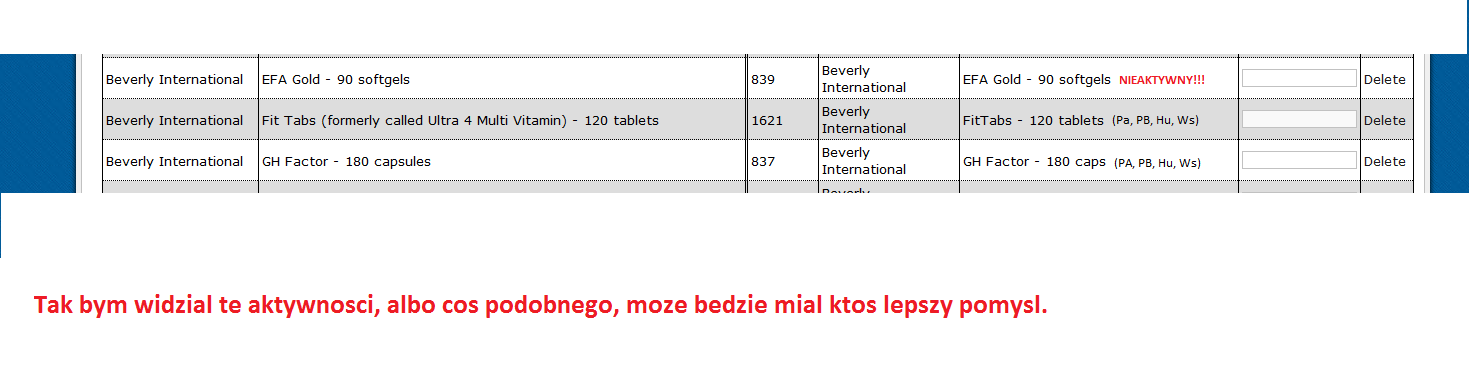 Beverly International EFA Gold - 90 softgels 839 Beverly International EFA Gold - 90 softgels NIEAKTYWNY!!! Delete
Beverly International Fit Tabs (formerly called Ultra 4 Multi Vitamin) - 120 tablets 1621 Beverly International FitTabs - 120 tablets (Pa, PB, Hu, Ws) Delete
Beverly International GH Factor - 180 capsules 837 Beverly International GH Factor - 180 caps (PA, PB, Hu, Ws) Delete
Beverly
Tak bym widzial te aktywnosci, albo cos podobnego, moze bedzie mial ktos lepszy pomysl.